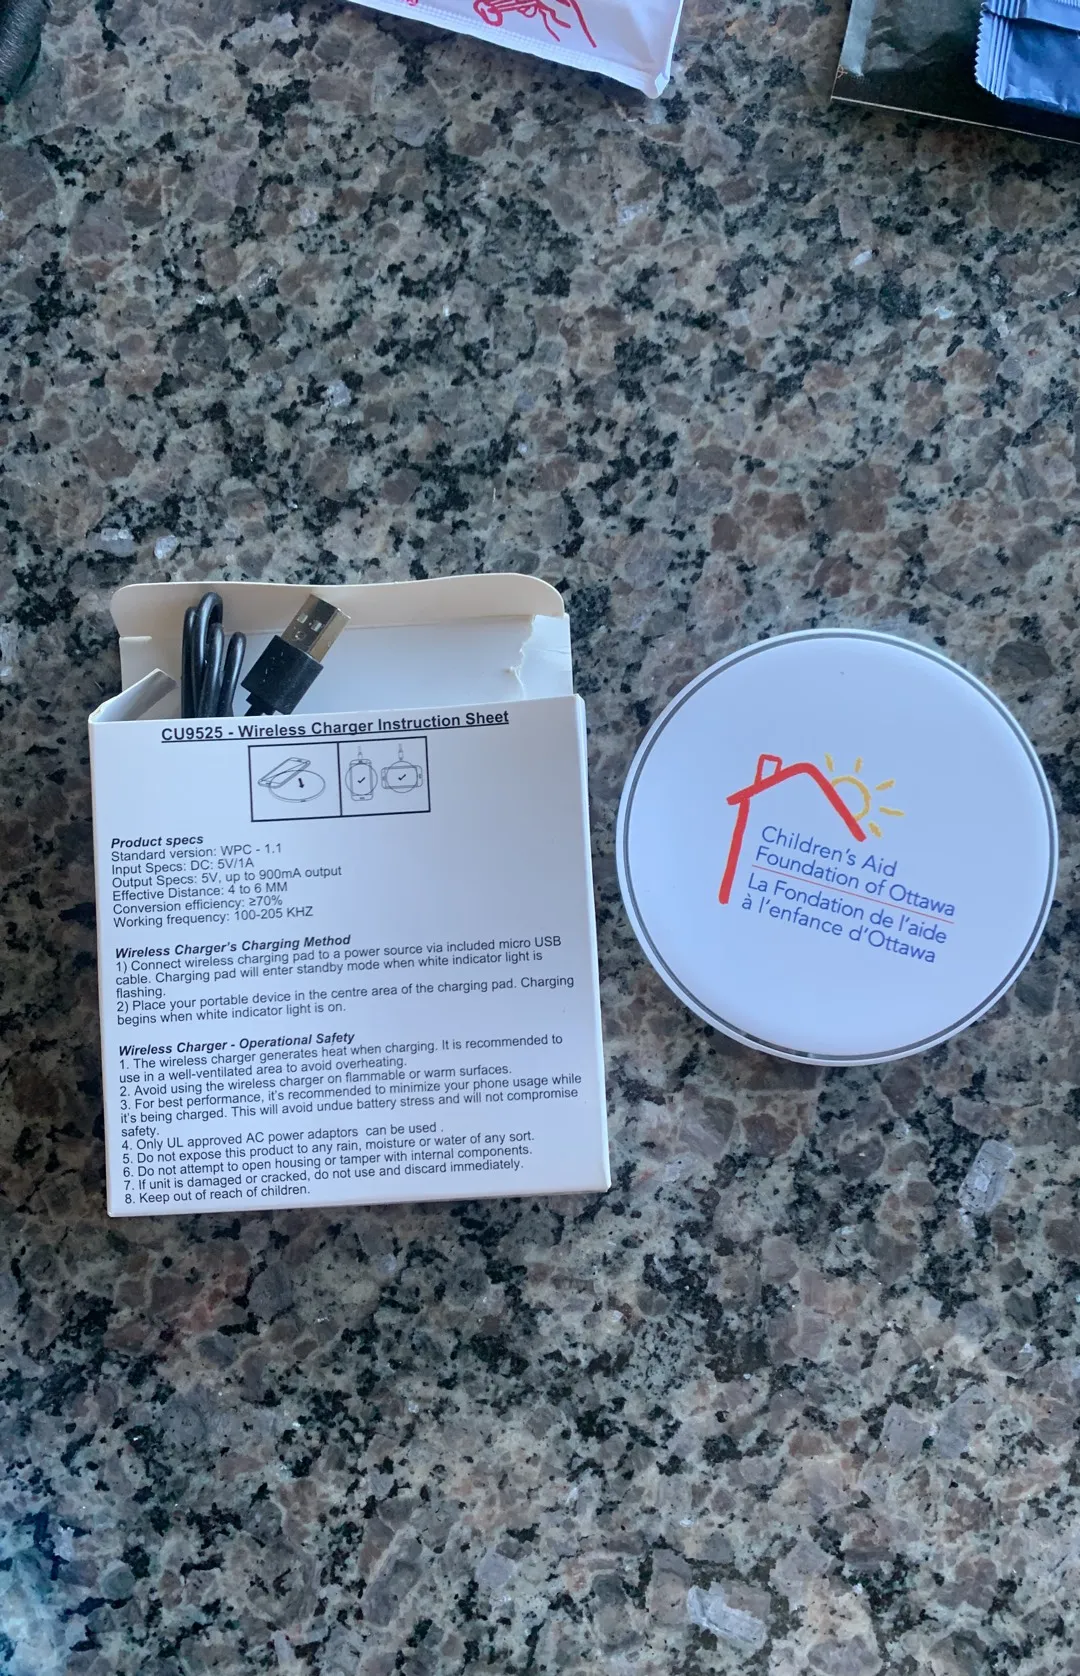 CU9525 - Wireless Charger Instruction Sheet
Product specs
Standard version: WPC - 1.1
Input Specs: DC: 5V/1A
Output Specs: 5V, up to 900mA output
Effective Distance: 4 to 6 MM
Conversion efficiency: ≥70%
Working frequency: 100-205 KHZ
Wireless Charger's Charging Method
1) Connect wireless charging pad to a power source via included micro USB
cable. Charging pad will enter standby mode when white indicator light is
flashing.
2) Place your portable device in the centre area of the charging pad. Charging
begins when white indicator light is on.
Wireless Charger - Operational Safety
1. The wireless charger generates heat when charging. It is recommended to
use in a well-ventilated area to avoid overheating.
2. Avoid using the wireless charger on flammable or warm surfaces.
3. For best performance, it's recommended to minimize your phone usage while
it's being charged. This will avoid undue battery stress and will not compromise
safety.
4. Only UL approved AC power adaptors can be used .
5. Do not expose this product to any rain, moisture or water of any sort.
6. Do not attempt to open housing or tamper with internal components.
7. If unit is damaged or cracked, do not use and discard immediately.
8. Keep out of reach of children.
Children's Aid
Foundation of Ottawa
La Fondation de l'aide
à l'enfance d'Ottawa